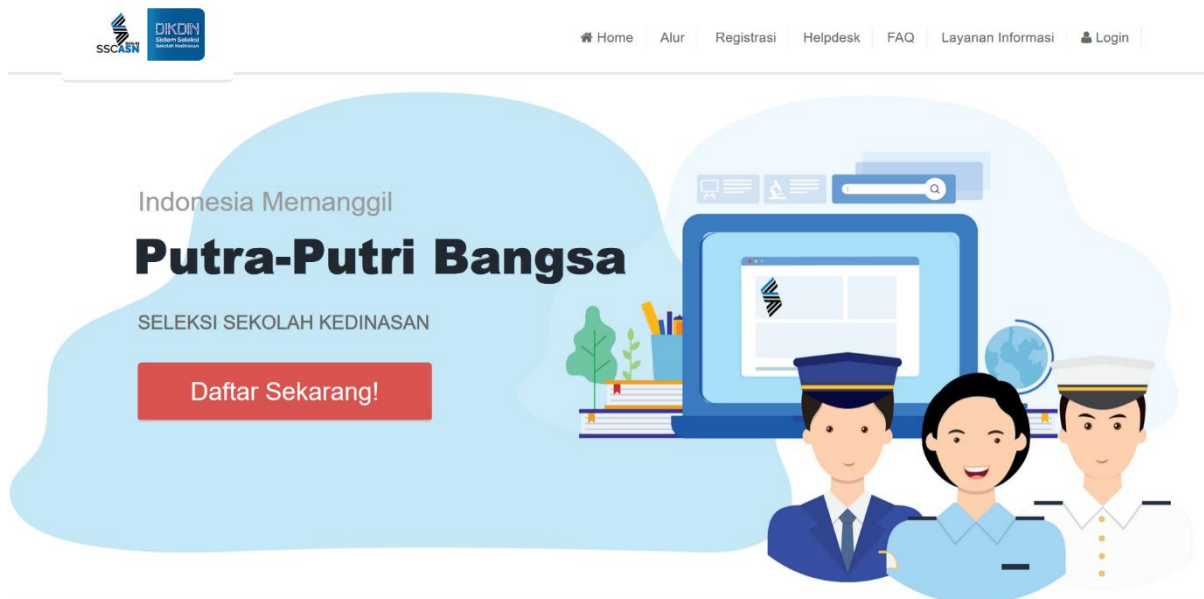 SSCASN
DIKDIN
Sistem Seleksi
Sekolah Kedinasan
Home
Alur
Registrasi
Helpdesk
FAQ
Layanan Informasi
Login
Indonesia Memanggil
Putra-Putri Bangsa
SELEKSI SEKOLAH KEDINASAN
Daftar Sekarang!